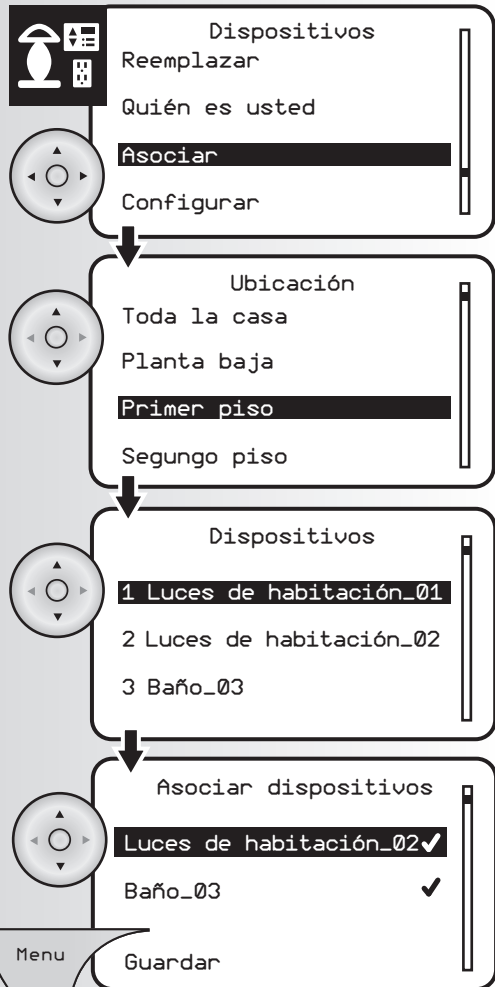 Dispositivos
Reemplazar
Quién es usted
Asociar
Configurar
Ubicación
Toda la casa
Planta baja
Primer piso
Segungo piso
Dispositivos
1 Luces de habitación_01
2 Luces de habitación_02
3 Baño_03
Asociar dispositivos
Luces de habitación_02✔
Baño_03 ✔
Menu
Guardar